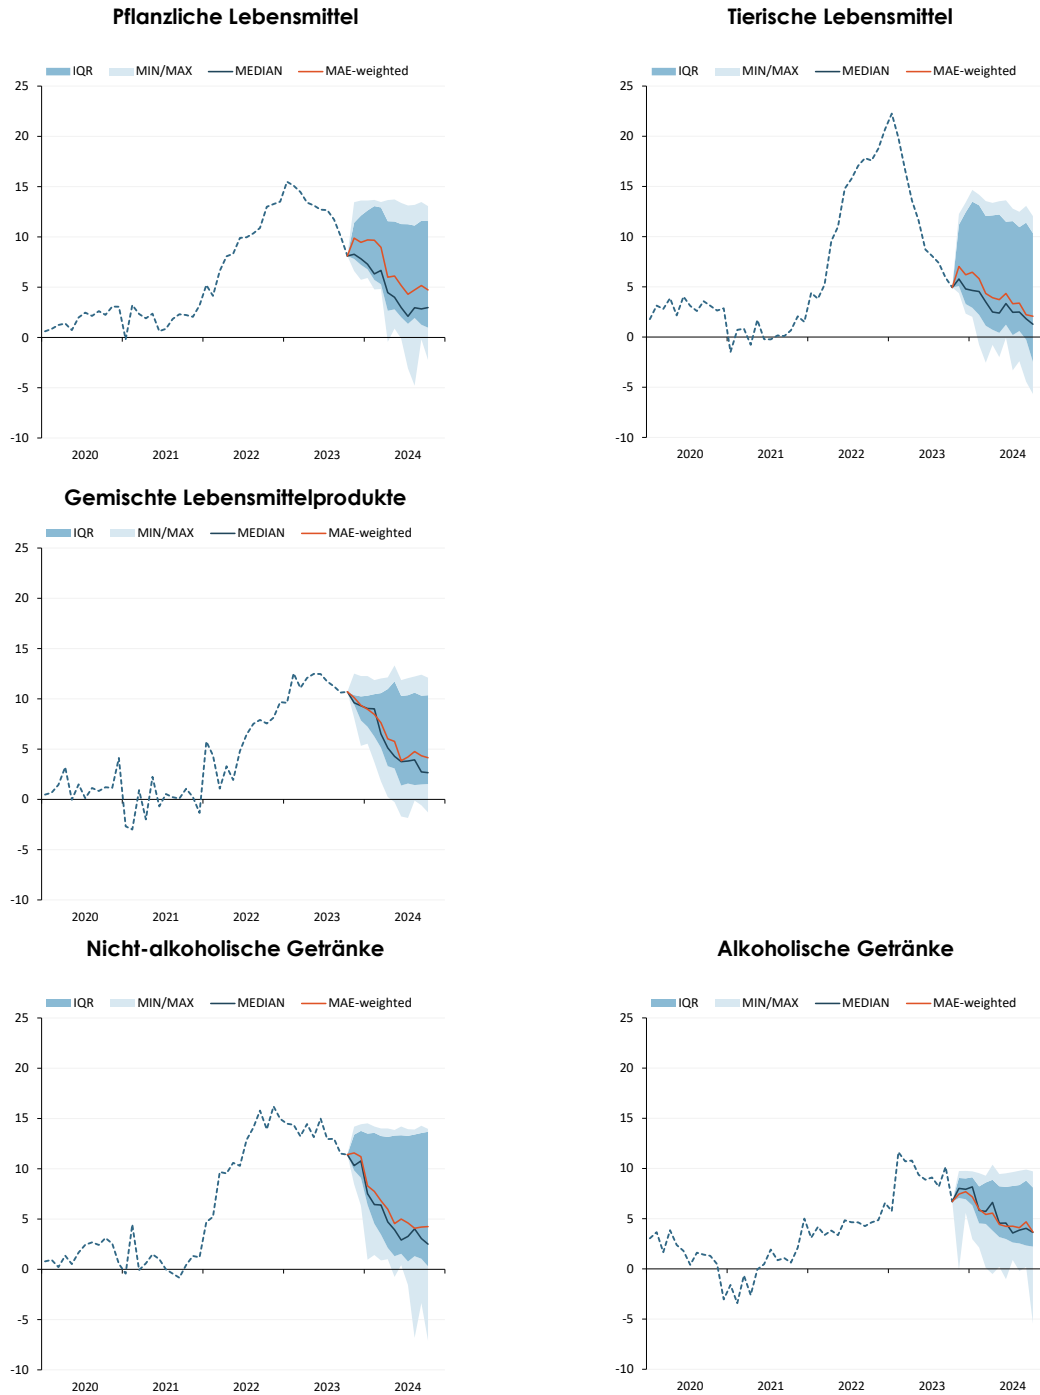 Pflanzliche Lebensmittel
IQR MIN/MAX MEDIAN MAE-weighted
25
20
15
10
5
0
-5
-10
2020 2021 2022 2023 2024
Tierische Lebensmittel
IQR MIN/MAX MEDIAN MAE-weighted
25
20
15
10
5
0
-5
-10
2020 2021 2022 2023 2024
Gemischte Lebensmittelprodukte
IQR MIN/MAX MEDIAN MAE-weighted
25
20
15
10
5
0
-5
-10
2020 2021 2022 2023 2024
Nicht-alkoholische Getränke
IQR MIN/MAX MEDIAN MAE-weighted
25
20
15
10
5
0
-5
-10
2020 2021 2022 2023 2024
Alkoholische Getränke
IQR MIN/MAX MEDIAN MAE-weighted
25
20
15
10
5
0
-5
-10
2020 2021 2022 2023 2024